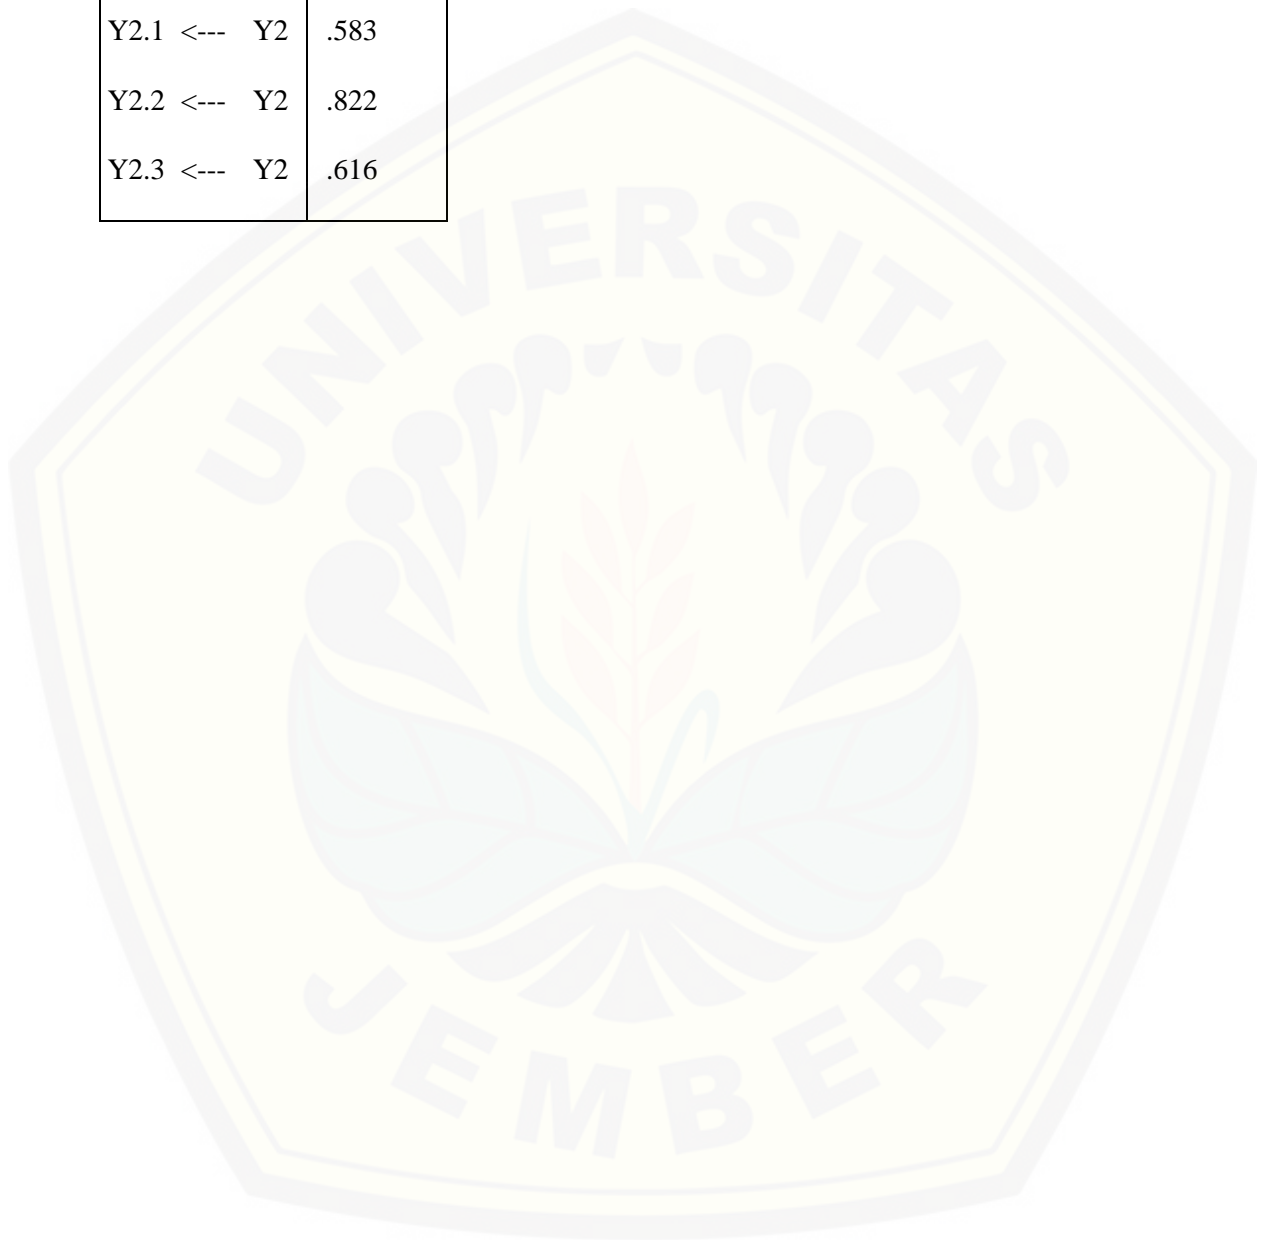 Y2.1 <--- Y2 .583
Y2.2 <--- Y2 .822
Y2.3 <--- Y2 .616
UNIVERSITAS
JEMBER